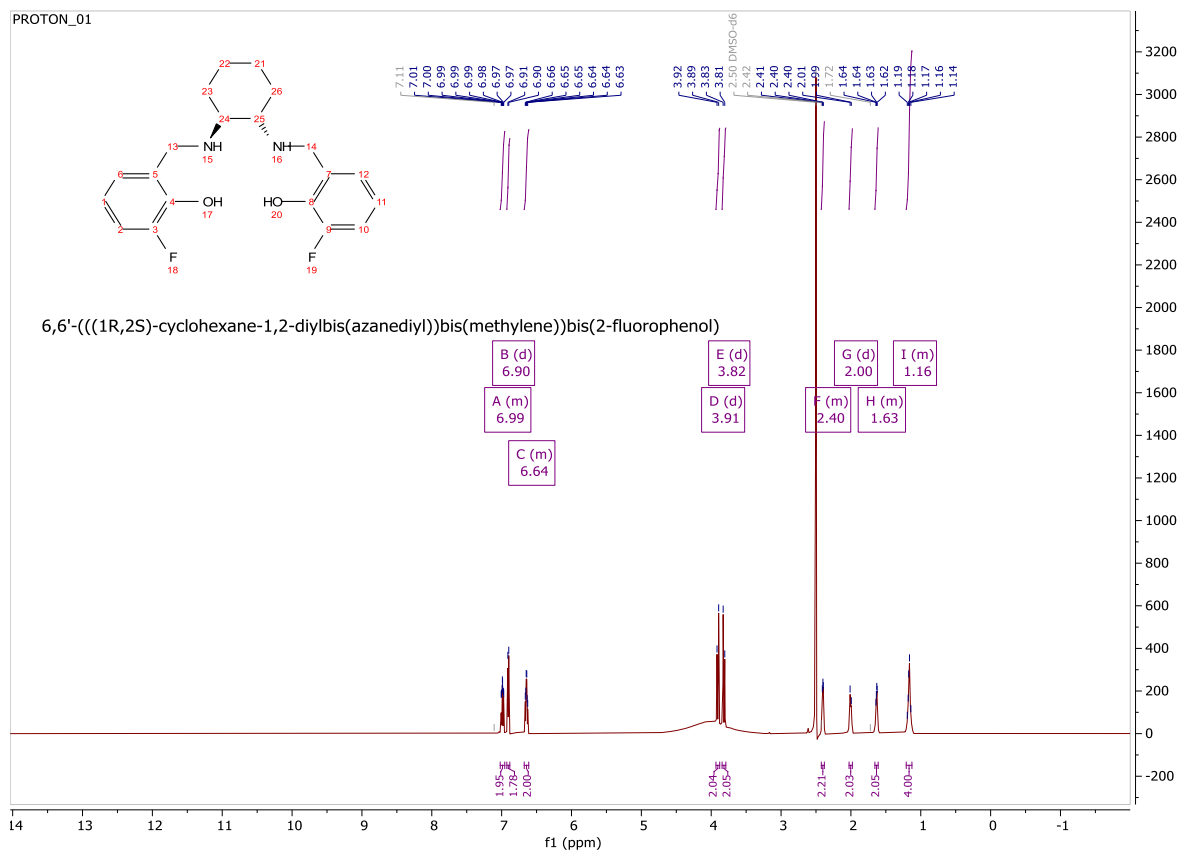 PROTON_01
7.11 7.01 7.00 6.99 6.99 6.99 6.98 6.97 6.97 6.91 6.90 6.66 6.65 6.65 6.64 6.64 6.63
3.92 3.89 3.83 3.81 2.50 DMSO-d6 2.42 2.41 2.40 2.40 2.01 1.99 1.72 1.64 1.64 1.63 1.62 1.19 1.18 1.17 1.16 1.14
22 21
23 26
24 25
13 NH 15 NH 16 14
6 5 7 12
1 4 OH 17 HO 20 8 11
2 3 9 10
F 18 F 19
6,6'-(((1R,2S)-cyclohexane-1,2-diylbis(azanediyl))bis(methylene))bis(2-fluorophenol)
B (d)
6.90
E (d)
3.82
G (d)
2.00
I (m)
1.16
A (m)
6.99
D (d)
3.91
F (m)
2.40
H (m)
1.63
C (m)
6.64
3200
3000
2800
2600
2400
2200
2000
1800
1600
1400
1200
1000
800
600
400
200
0
-200
1.95 1.78 2.00 2.04 2.05 2.21 2.03 2.05 4.00
14 13 12 11 10 9 8 7 6 5 4 3 2 1 0 -1
f1 (ppm)